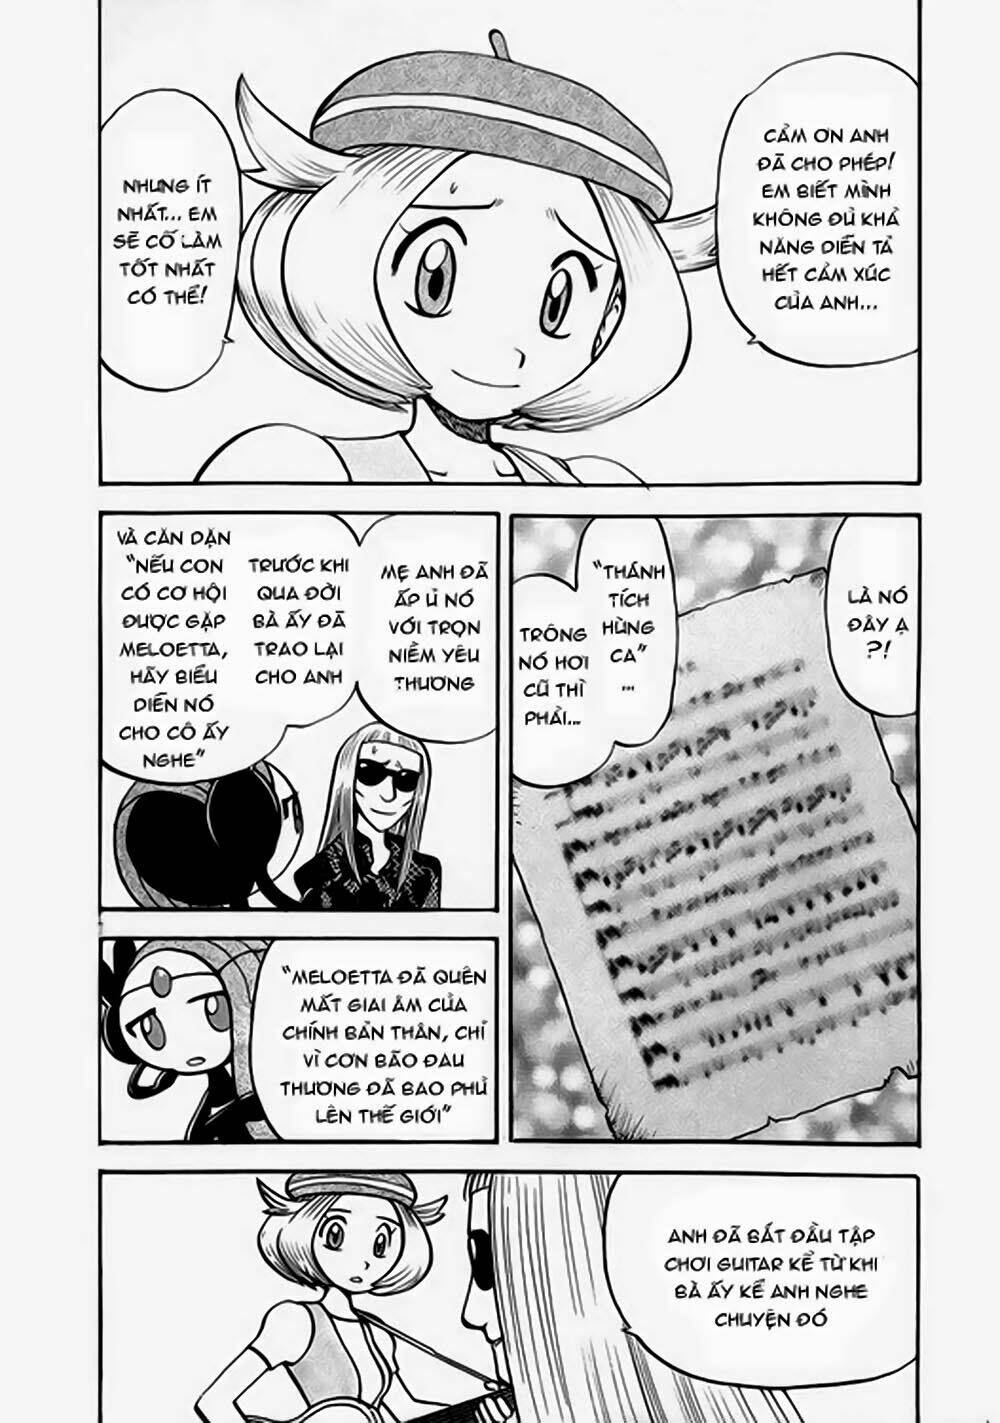 CẢM ƠN ANH
ĐÃ CHO PHÉP!
EM BIẾT MÌNH
KHÔNG ĐỦ KHẢ
NĂNG DIỄN TẢ
HẾT CẢM XÚC
CỦA ANH...
NHƯNG ÍT
NHẤT... EM
SẼ CỐ LÀM
TỐT NHẤT
CÓ THỂ!
LÀ NÓ
ĐÂY Ạ
?!
"THÁNH
TÍCH
HÙNG
CA"
...
TRÔNG
NÓ HƠI
CŨ THÌ
PHẢI...
MẸ ANH ĐÃ
ẤP Ủ NÓ
VỚI TRỌN
NIỀM YÊU
THƯƠNG
TRƯỚC KHI
QUA ĐỜI
BÀ ẤY ĐÃ
TRAO LẠI
CHO ANH
VÀ CĂN DẶN
"NẾU CON
CÓ CƠ HỘI
ĐƯỢC GẶP
MELOETTA,
HÃY BIỂU
DIỄN NÓ
CHO CÔ ẤY
NGHE"
"MELOETTA ĐÃ QUÊN
MẤT GIAI ÂM CỦA
CHÍNH BẢN THÂN, CHỈ
VÌ CƠN BÃO ĐAU
THƯƠNG ĐÃ BAO PHỦ
LÊN THẾ GIỚI"
ANH ĐÃ BẮT ĐẦU TẬP
CHƠI GUITAR KỂ TỪ KHI
BÀ ẤY KỂ ANH NGHE
CHUYỆN ĐÓ